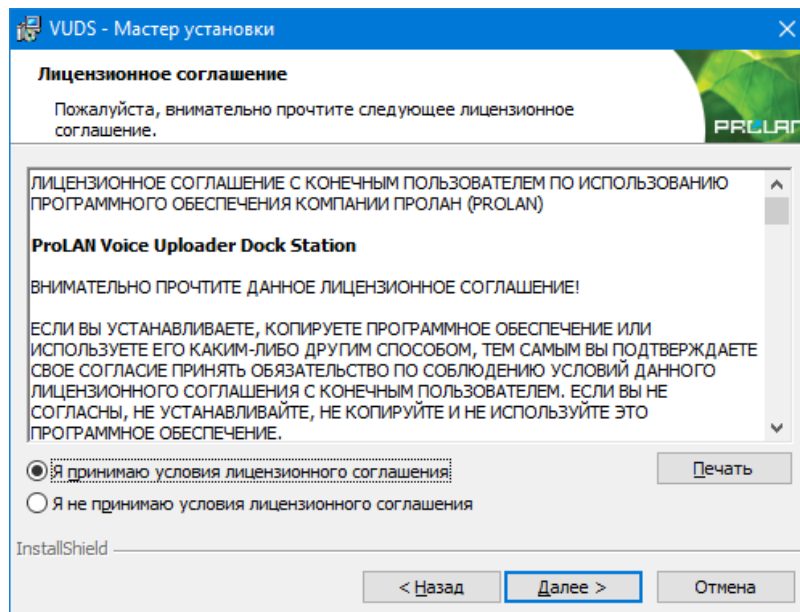 VUDS - Мастер установки
Лицензионное соглашение
Пожалуйста, внимательно прочтите следующее лицензионное
соглашение.
PROLAN
ЛИЦЕНЗИОННОЕ СОГЛАШЕНИЕ С КОНЕЧНЫМ ПОЛЬЗОВАТЕЛЕМ ПО ИСПОЛЬЗОВАНИЮ
ПРОГРАММНОГО ОБЕСПЕЧЕНИЯ КОМПАНИИ ПРОЛАН (PROLAN)
ProLAN Voice Uploader Dock Station
ВНИМАТЕЛЬНО ПРОЧТИТЕ ДАННОЕ ЛИЦЕНЗИОННОЕ СОГЛАШЕНИЕ!
ЕСЛИ ВЫ УСТАНАВЛИВАЕТЕ, КОПИРУЕТЕ ПРОГРАММНОЕ ОБЕСПЕЧЕНИЕ ИЛИ
ИСПОЛЬЗУЕТЕ ЕГО КАКИМ-ЛИБО ДРУГИМ СПОСОБОМ, ТЕМ САМЫМ ВЫ ПОДТВЕРЖДАЕТЕ
СВОЕ СОГЛАСИЕ ПРИНЯТЬ ОБЯЗАТЕЛЬСТВО ПО СОБЛЮДЕНИЮ УСЛОВИЙ ДАННОГО
ЛИЦЕНЗИОННОГО СОГЛАШЕНИЯ С КОНЕЧНЫМ ПОЛЬЗОВАТЕЛЕМ. ЕСЛИ ВЫ НЕ
СОГЛАСНЫ, НЕ УСТАНАВЛИВАЙТЕ, НЕ КОПИРУЙТЕ И НЕ ИСПОЛЬЗУЙТЕ ЭТО
ПРОГРАММНОЕ ОБЕСПЕЧЕНИЕ.
Я принимаю условия лицензионного соглашения
Печать
Я не принимаю условия лицензионного соглашения
InstallShield
< Назад
Далее >
Отмена